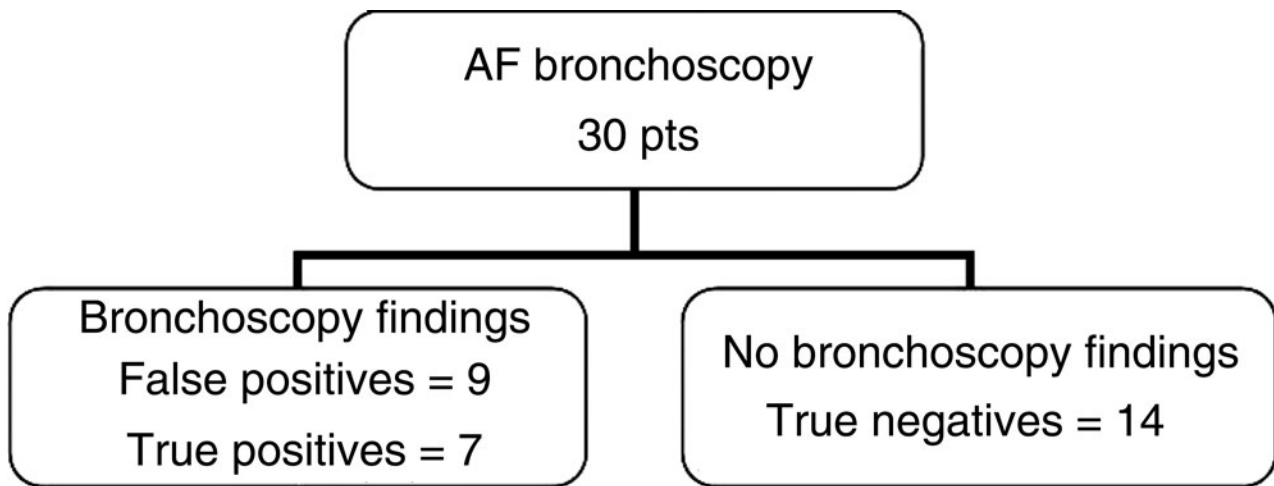 AF bronchoscopy
30 pts
Bronchoscopy findings
False positives = 9
True positives = 7
No bronchoscopy findings
True negatives = 14